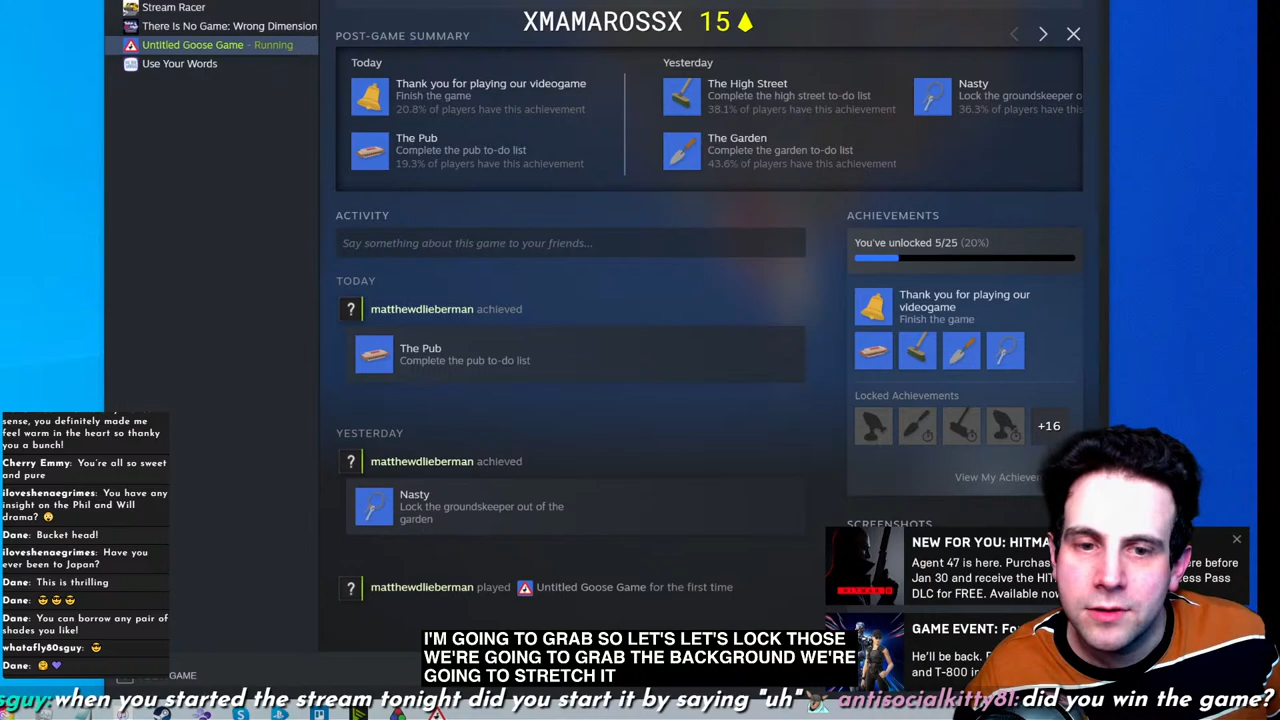 Stream Racer
There Is No Game: Wrong Dimension
Untitled Goose Game - Running
Use Your Words
XMAMAROSSX 15
POST-GAME SUMMARY
Today
Thank you for playing our videogame
Finish the game
20.8% of players have this achievement
The Pub
Complete the pub to-do list
19.3% of players have this achievement
Yesterday
The High Street
Complete the high street to-do list
38.1% of players have this achievement
The Garden
Complete the garden to-do list
43.6% of players have this achievement
Nasty
Lock the groundskeeper o
36.3% of players have this
ACTIVITY
Say something about this game to your friends...
TODAY
? matthewdlieberman achieved
The Pub
Complete the pub to-do list
YESTERDAY
? matthewdlieberman achieved
Nasty
Lock the groundskeeper out of the
garden
? matthewdlieberman played Untitled Goose Game for the first time
ACHIEVEMENTS
You've unlocked 5/25 (20%)
Thank you for playing our
videogame
Finish the game
Locked Achievements
+16
View My Achieve
SCREENSHOTS
NEW FOR YOU: HITMA
Agent 47 is here. Purchas
ere before
Jan 30 and receive the HIT
ess Pass
DLC for FREE. Available now
GAME EVENT: Fo
He'll be back.
and T-800 i
sense, you definitely made me
feel warm in the heart so thanky
you a bunch!
Cherry Emmy: You're all so sweet
and pure
iloveshenaegrimes: You have any
insight on the Phil and Will
drama? 😮
Dane: Bucket head!
iloveshenaegrimes: Have you
ever been to Japan?
Dane: This is thrilling
Dane: 😎 😎 😎
Dane: You can borrow any pair of
shades you like!
whatafly80sguy: 😎
Dane: 🤗 💜
GAME
I'M GOING TO GRAB SO LET'S LET'S LOCK THOSE
WE'RE GOING TO GRAB THE BACKGROUND WE'RE
GOING TO STRETCH IT
sguy: when you started the stream tonight did you start it by saying "uh" antisocialkitty81: did you win the game?